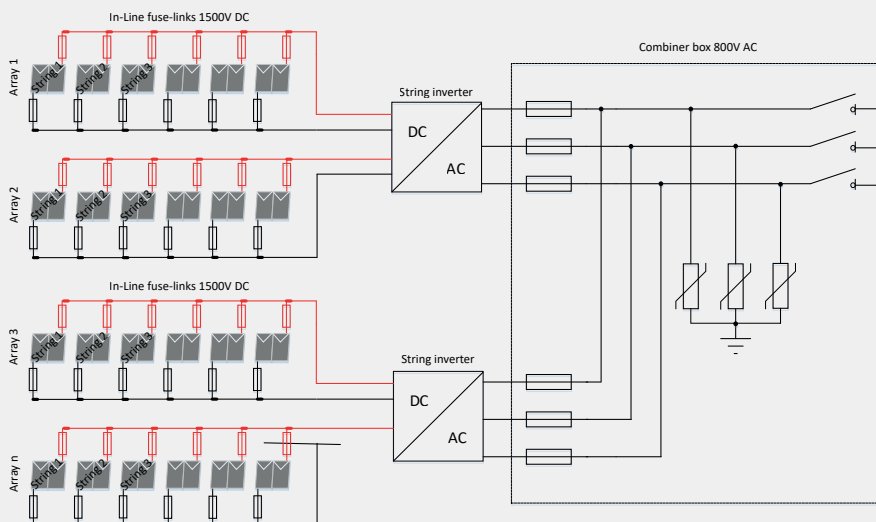 In-Line fuse-links 1500V DC
Combiner box 800V AC
Array 1
String 1
String 2
String 3
String inverter
DC
AC
Array 2
String 1
String 2
String 3
In-Line fuse-links 1500V DC
Array 3
String 1
String 2
String 3
String inverter
DC
AC
Array n
String 1
String 2
String 3